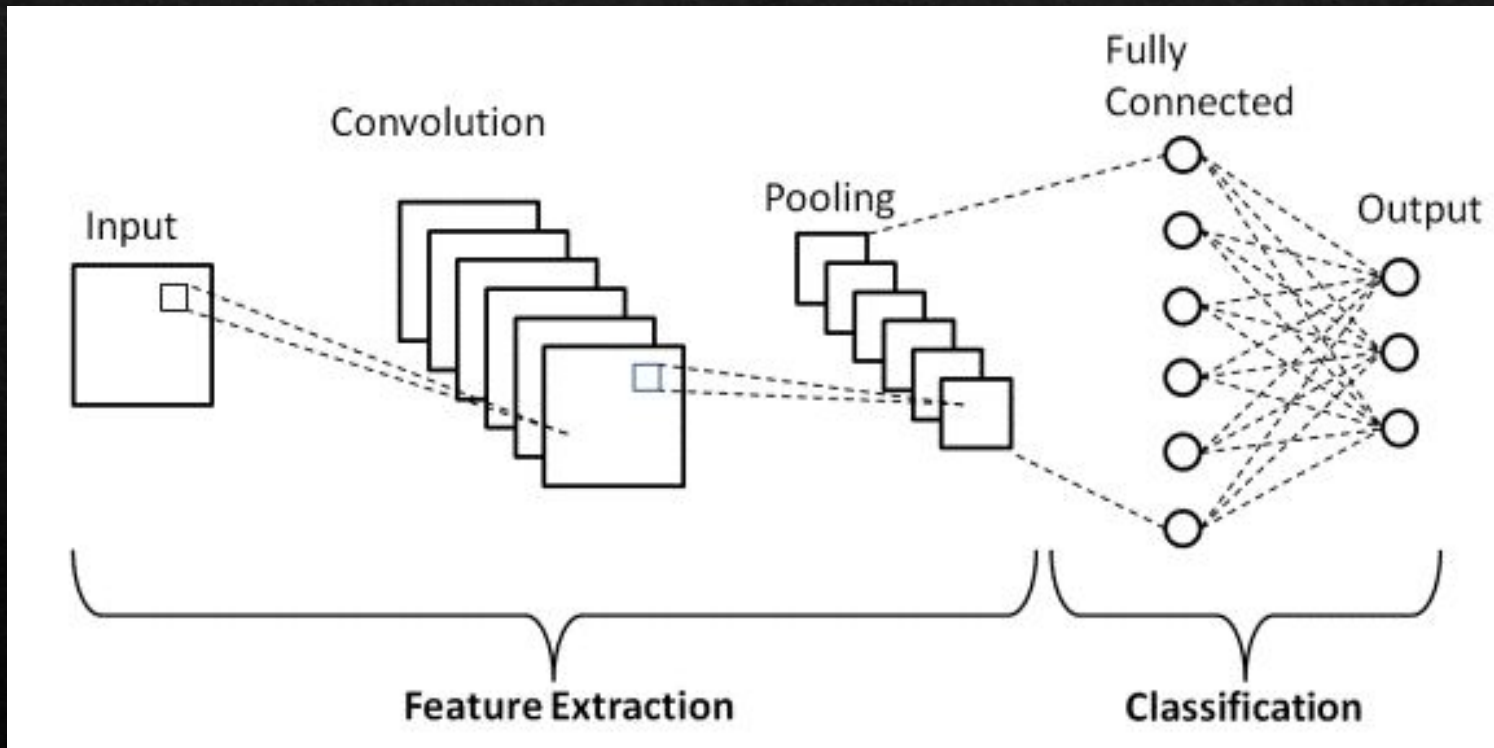 Input
Convolution
Pooling
Fully
Connected
Output
Feature Extraction
Classification